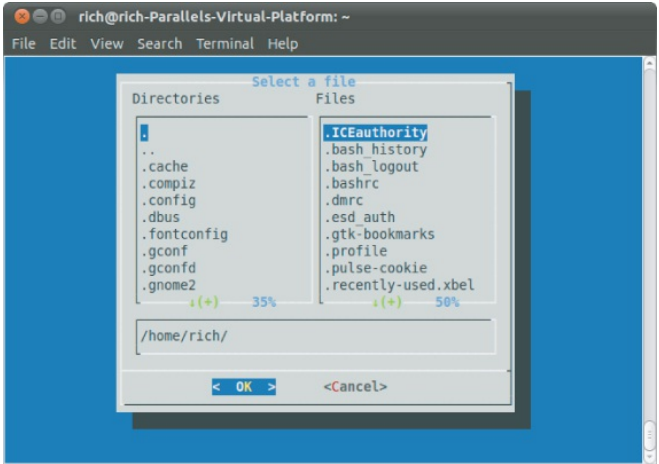 rich@rich-Parallels-Virtual-Platform: ~
File Edit View Search Terminal Help
Select a file
Directories Files
. .ICEauthority
.. .bash_history
.cache .bash_logout
.compiz .bashrc
.config .dmrc
.dbus .esd_auth
.fontconfig .gtk-bookmarks
.gconf .profile
.gconfd .pulse-cookie
.gnome2 .recently-used.xbel
↓(+) 35% ↓(+) 50%
/home/rich/
< OK > <Cancel>